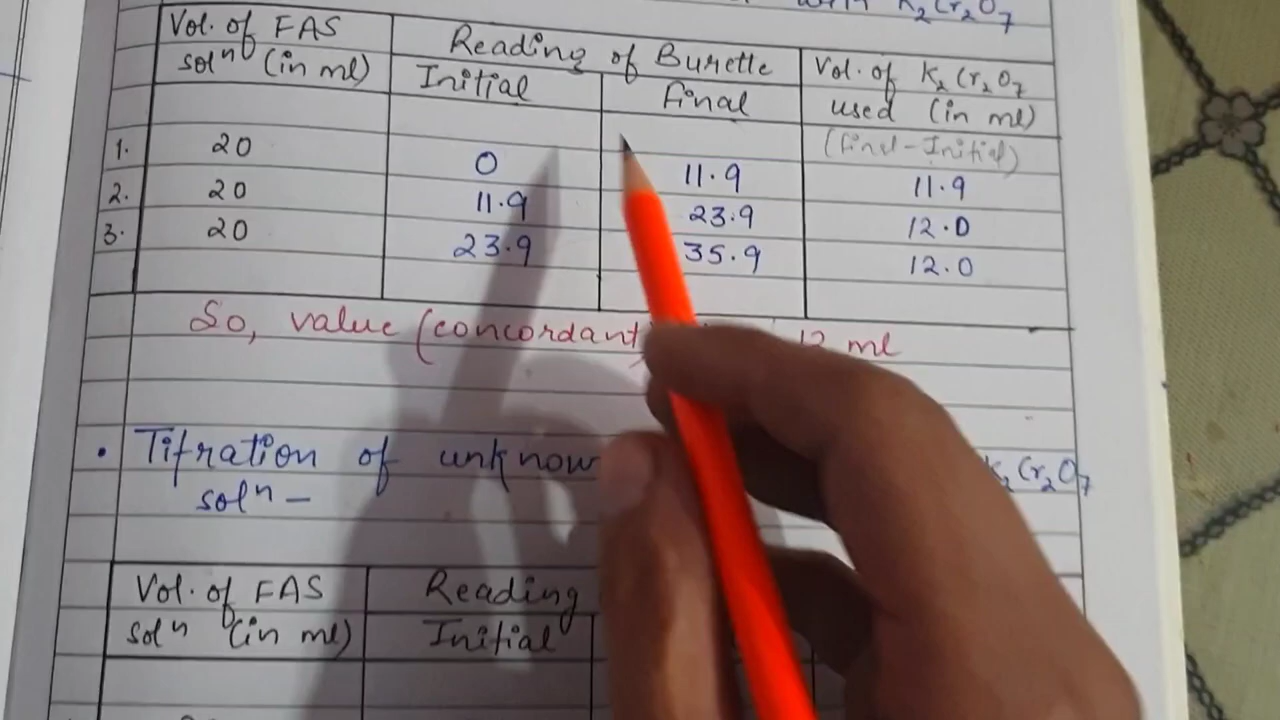 with K₂Cr₂O₇
Vol. of FAS solⁿ (in ml) Reading of Burette Vol. of K₂Cr₂O₇ used (in ml)
Initial Final (final - Initial)
1. 20 0 11.9 11.9
2. 20 11.9 23.9 12.0
3. 20 23.9 35.9 12.0
So, value (concordant) 12 ml
• Titration of unknow K₂Cr₂O₇
solⁿ -
Vol. of FAS Reading
solⁿ (in ml) Initial